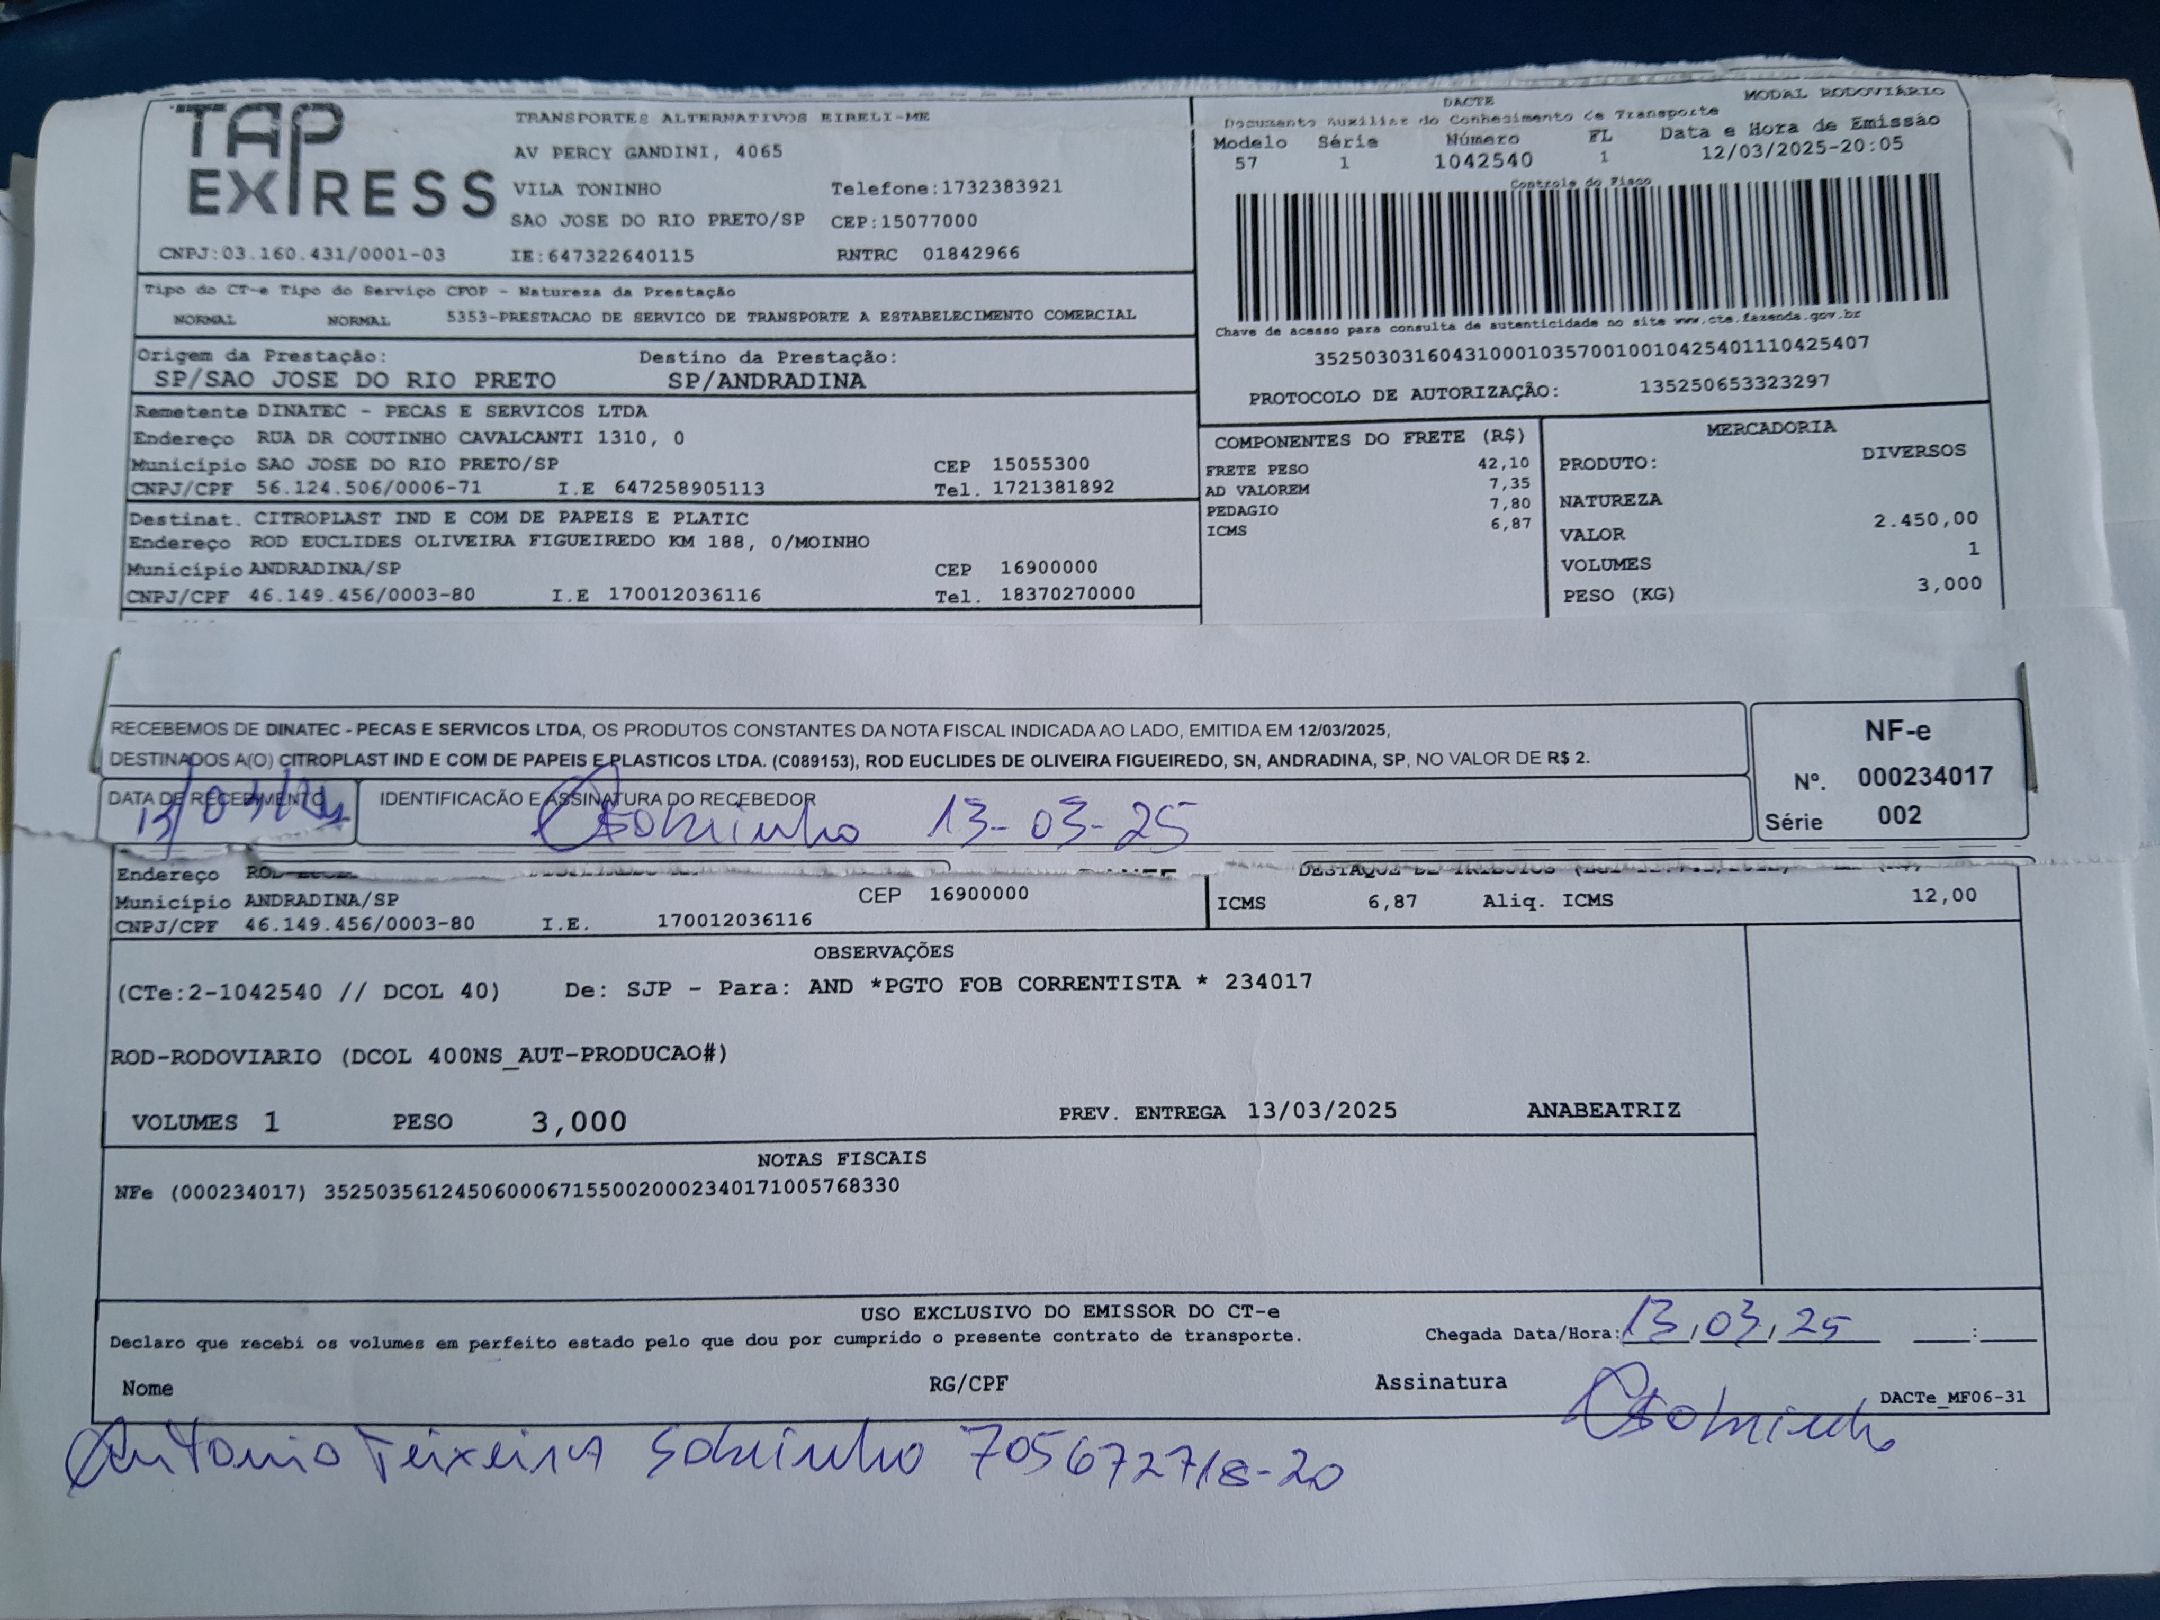 TAP EXPRESS
TRANSPORTES ALTERNATIVOS EIRELI-ME
AV PERCY GANDINI, 4065
VILA TONINHO Telefone:1732383921
SAO JOSE DO RIO PRETO/SP CEP:15077000
CNPJ:03.160.431/0001-03 IE:647322640115 RNTRC 01842966
DACTE MODAL RODOVIÁRIO
Documento Auxiliar do Conhecimento de Transporte
Modelo Série Número FL Data e Hora de Emissão
57 1 1042540 1 12/03/2025-20:05
Controle do Fisco
Chave de acesso para consulta de autenticidade no site www.cte.fazenda.gov.br
35250303160431000103570010010425401110425407
PROTOCOLO DE AUTORIZAÇÃO: 135250653323297
Tipo do CT-e Tipo do Serviço CFOP - Natureza da Prestação
NORMAL NORMAL 5353-PRESTACAO DE SERVICO DE TRANSPORTE A ESTABELECIMENTO COMERCIAL
Origem da Prestação: Destino da Prestação:
SP/SAO JOSE DO RIO PRETO SP/ANDRADINA
Remetente DINATEC - PECAS E SERVICOS LTDA
Endereço RUA DR COUTINHO CAVALCANTI 1310, 0
Município SAO JOSE DO RIO PRETO/SP CEP 15055300
CNPJ/CPF 56.124.506/0006-71 I.E 647258905113 Tel. 1721381892
Destinat. CITROPLAST IND E COM DE PAPEIS E PLATIC
Endereço ROD EUCLIDES OLIVEIRA FIGUEIREDO KM 188, 0/MOINHO
Município ANDRADINA/SP CEP 16900000
CNPJ/CPF 46.149.456/0003-80 I.E 170012036116 Tel. 18370270000
COMPONENTES DO FRETE (R$)
FRETE PESO 42,10
AD VALOREM 7,35
PEDAGIO 7,80
ICMS 6,87
MERCADORIA
PRODUTO: DIVERSOS
NATUREZA
VALOR 2.450,00
VOLUMES 1
PESO (KG) 3,000
RECEBEMOS DE DINATEC - PECAS E SERVICOS LTDA, OS PRODUTOS CONSTANTES DA NOTA FISCAL INDICADA AO LADO, EMITIDA EM 12/03/2025,
DESTINADOS A(O) CITROPLAST IND E COM DE PAPEIS E PLASTICOS LTDA. (C089153), ROD EUCLIDES DE OLIVEIRA FIGUEIREDO, SN, ANDRADINA, SP, NO VALOR DE R$ 2.
DATA DE RECEBIMENTO IDENTIFICACÃO E ASSINATURA DO RECEBEDOR
Sobrinho 13-03-25
NF-e
Nº. 000234017
Série 002
Endereço
Município ANDRADINA/SP CEP 16900000
CNPJ/CPF 46.149.456/0003-80 I.E. 170012036116
ICMS 6,87 Aliq. ICMS 12,00
OBSERVAÇÕES
(CTe:2-1042540 // DCOL 40) De: SJP - Para: AND *PGTO FOB CORRENTISTA * 234017
ROD-RODOVIARIO (DCOL 400NS_AUT-PRODUCAO#)
VOLUMES 1 PESO 3,000 PREV. ENTREGA 13/03/2025 ANABEATRIZ
NOTAS FISCAIS
NFe (000234017) 35250356124506000671550020002340171005768330
USO EXCLUSIVO DO EMISSOR DO CT-e
Declaro que recebi os volumes em perfeito estado pelo que dou por cumprido o presente contrato de transporte. Chegada Data/Hora: 13,03,25 :
Nome RG/CPF Assinatura Sobrinho DACTe_MF06-31
Antonio Teixeira Sobrinho 705672718-20